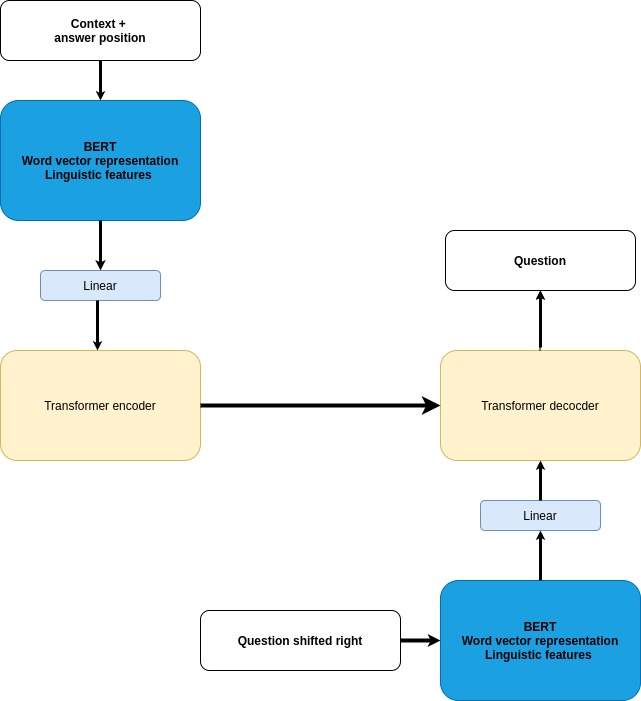 Context +
answer position
BERT
Word vector representation
Linguistic features
Linear
Question
Transformer encoder
Transformer decocder
Linear
Question shifted right
BERT
Word vector representation
Linguistic features